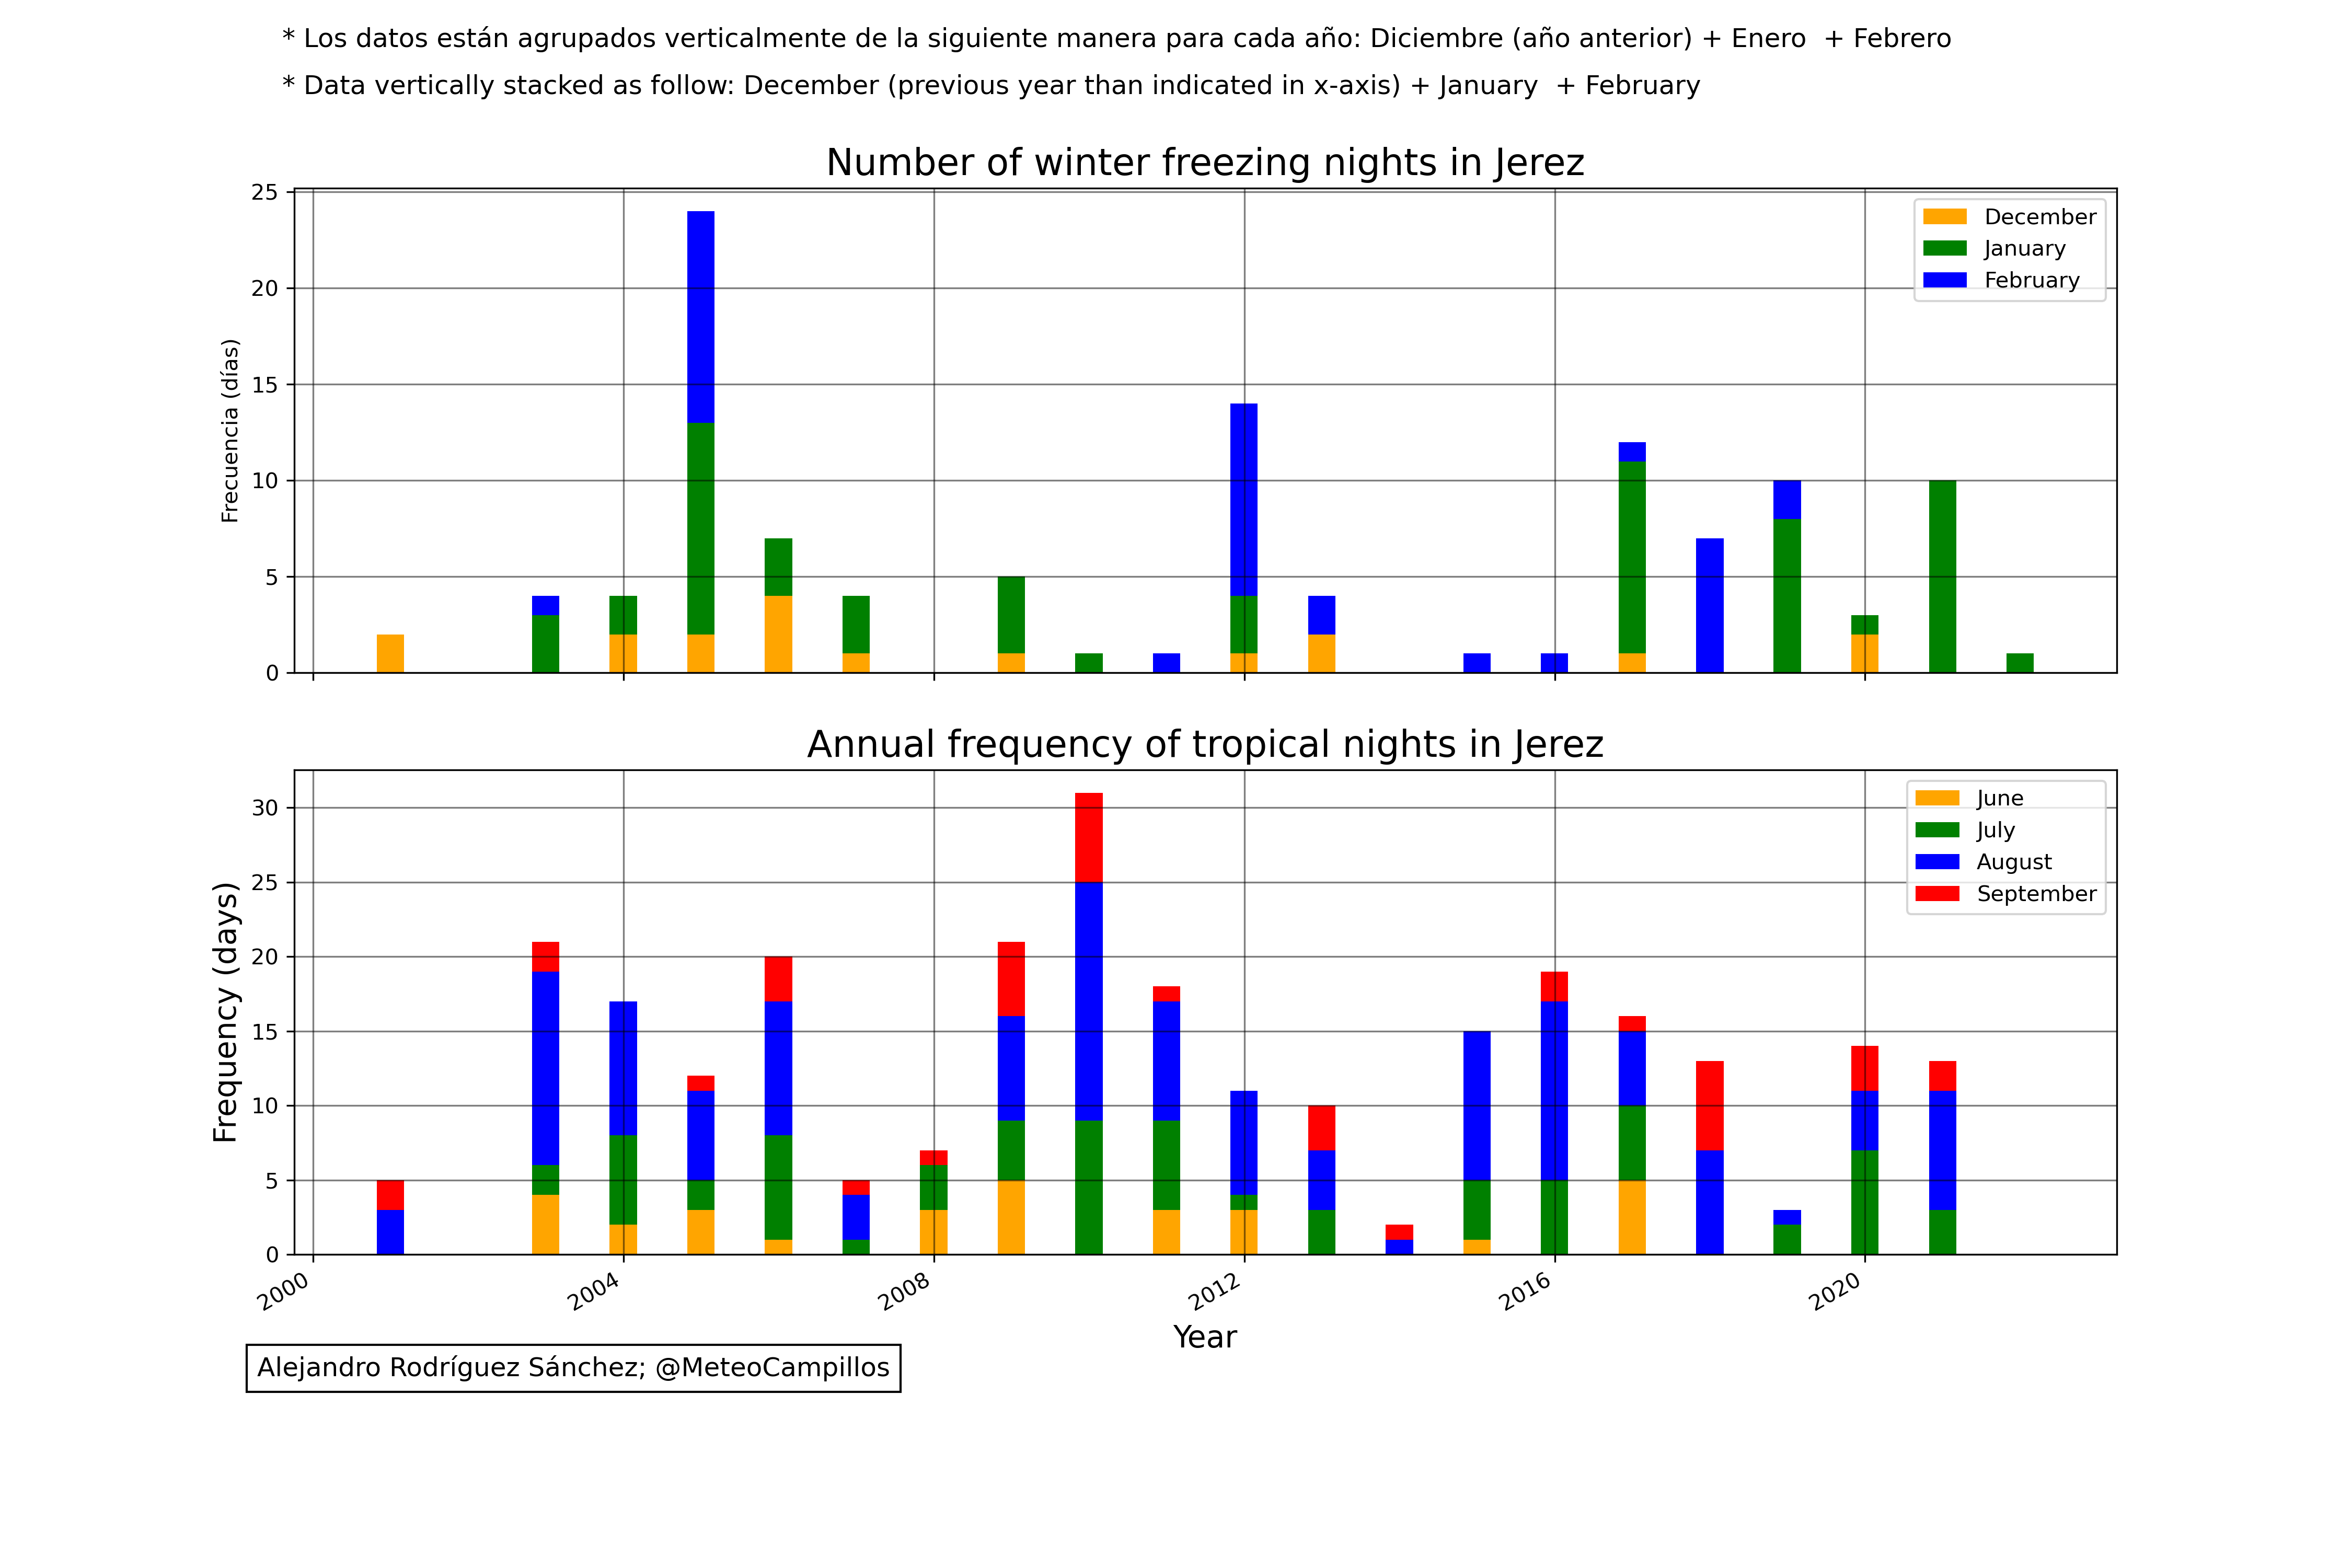 * Los datos están agrupados verticalmente de la siguiente manera para cada año: Diciembre (año anterior) + Enero  + Febrero
* Data vertically stacked as follow: December (previous year than indicated in x-axis) + January  + February
Number of winter freezing nights in Jerez
25
20
15
10
5
0
Frecuencia (días)
December
January
February
Annual frequency of tropical nights in Jerez
30
25
20
15
10
5
0
Frequency (days)
June
July
August
September
2000
2004
2008
2012
2016
2020
Year
Alejandro Rodríguez Sánchez; @MeteoCampillos